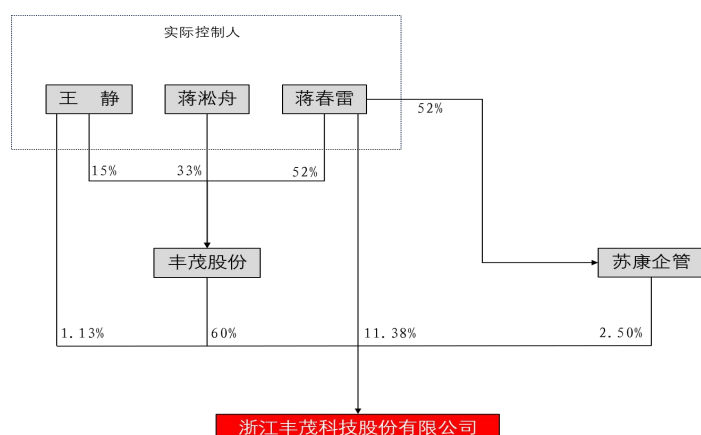 实际控制人
王 静
蒋淞舟
蒋春雷
52%
15%
33%
52%
丰茂股份
苏康企管
1.13%
60%
11.38%
2.50%
浙江丰茂科技股份有限公司